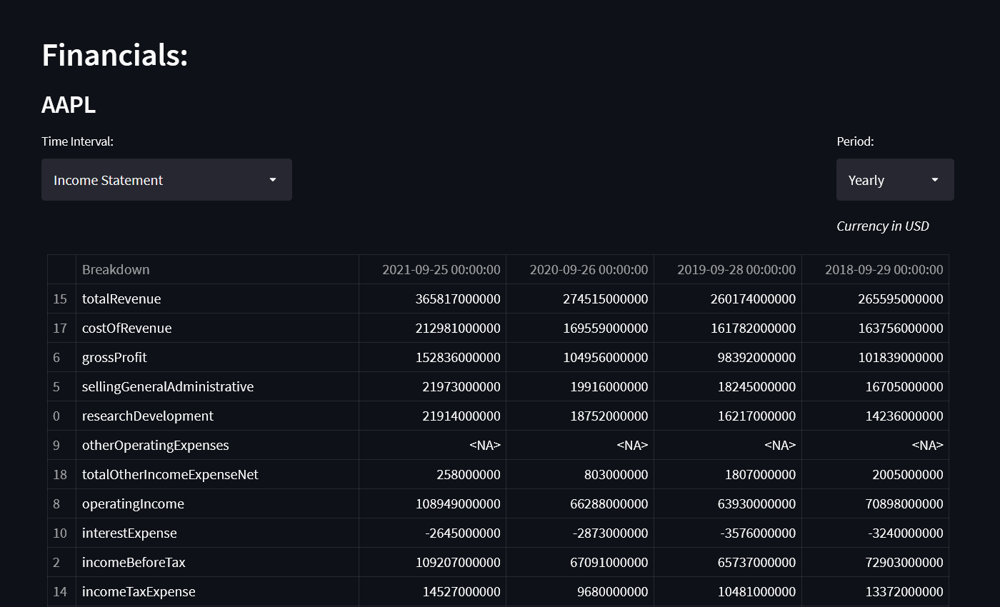 Financials:
AAPL
Time Interval: Period:
Income Statement Yearly
Currency in USD
Breakdown 2021-09-25 00:00:00 2020-09-26 00:00:00 2019-09-28 00:00:00 2018-09-29 00:00:00
15 totalRevenue 365817000000 274515000000 260174000000 265595000000
17 costOfRevenue 212981000000 169559000000 161782000000 163756000000
6 grossProfit 152836000000 104956000000 98392000000 101839000000
5 sellingGeneralAdministrative 21973000000 19916000000 18245000000 16705000000
0 researchDevelopment 21914000000 18752000000 16217000000 14236000000
9 otherOperatingExpenses <NA> <NA> <NA> <NA>
18 totalOtherIncomeExpenseNet 258000000 803000000 1807000000 2005000000
8 operatingIncome 108949000000 66288000000 63930000000 70898000000
10 interestExpense -2645000000 -2873000000 -3576000000 -3240000000
2 incomeBeforeTax 109207000000 67091000000 65737000000 72903000000
14 incomeTaxExpense 14527000000 9680000000 10481000000 13372000000